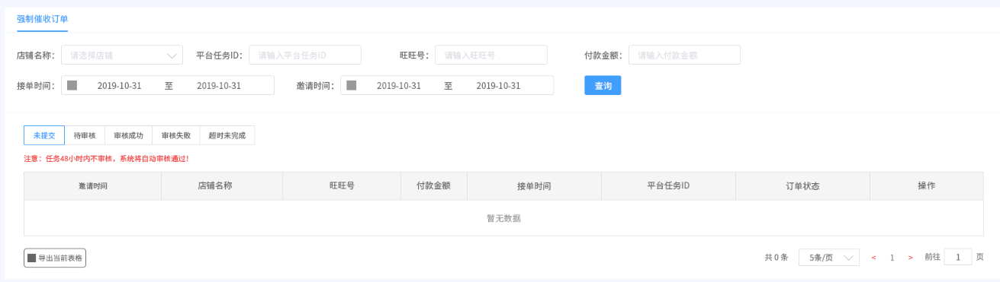 强制催收订单
店铺名称： 请选择店铺 平台任务ID： 请输入平台任务ID 旺旺号： 请输入旺旺号 付款金额： 请输入付款金额
接单时间： 2019-10-31 至 2019-10-31 邀请时间： 2019-10-31 至 2019-10-31 查询
未提交 待审核 审核成功 审核失败 超时未完成
注意：任务48小时内不审核，系统将自动审核通过！
邀请时间 店铺名称 旺旺号 付款金额 接单时间 平台任务ID 订单状态 操作
暂无数据
导出当前表格 共 0 条 5条/页 < 1 > 前往 1 页